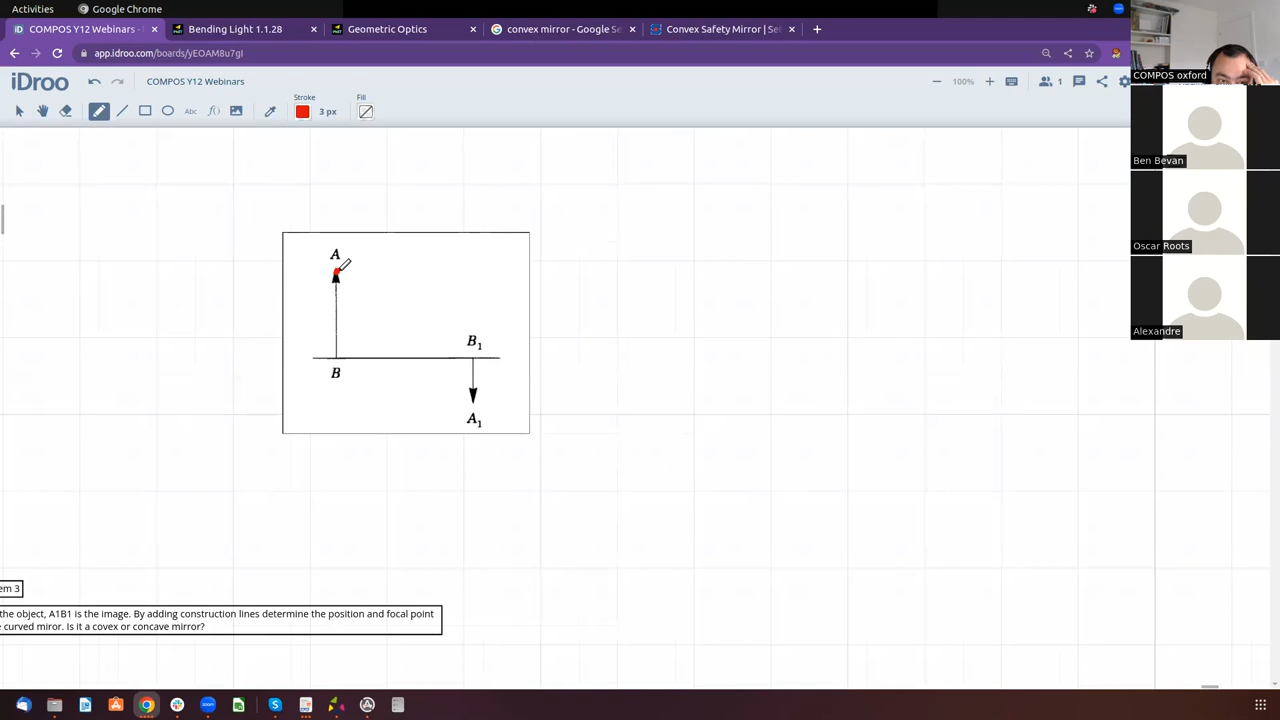 Activities
Google Chrome
COMPOS Y12 Webinars - i
Bending Light 1.1.28
Geometric Optics
convex mirror - Google Se
Convex Safety Mirror | Set
app.idroo.com/boards/yEOAM8u7gI
iDroo
COMPOS Y12 Webinars
100%
1
Abc
f()
Stroke
3 px
Fill
COMPOS oxford
Ben Bevan
Oscar Roots
Alexandre
A
B1
B
A1
em 3
the object, A1B1 is the image. By adding construction lines determine the position and focal point
curved miror. Is it a covex or concave mirror?